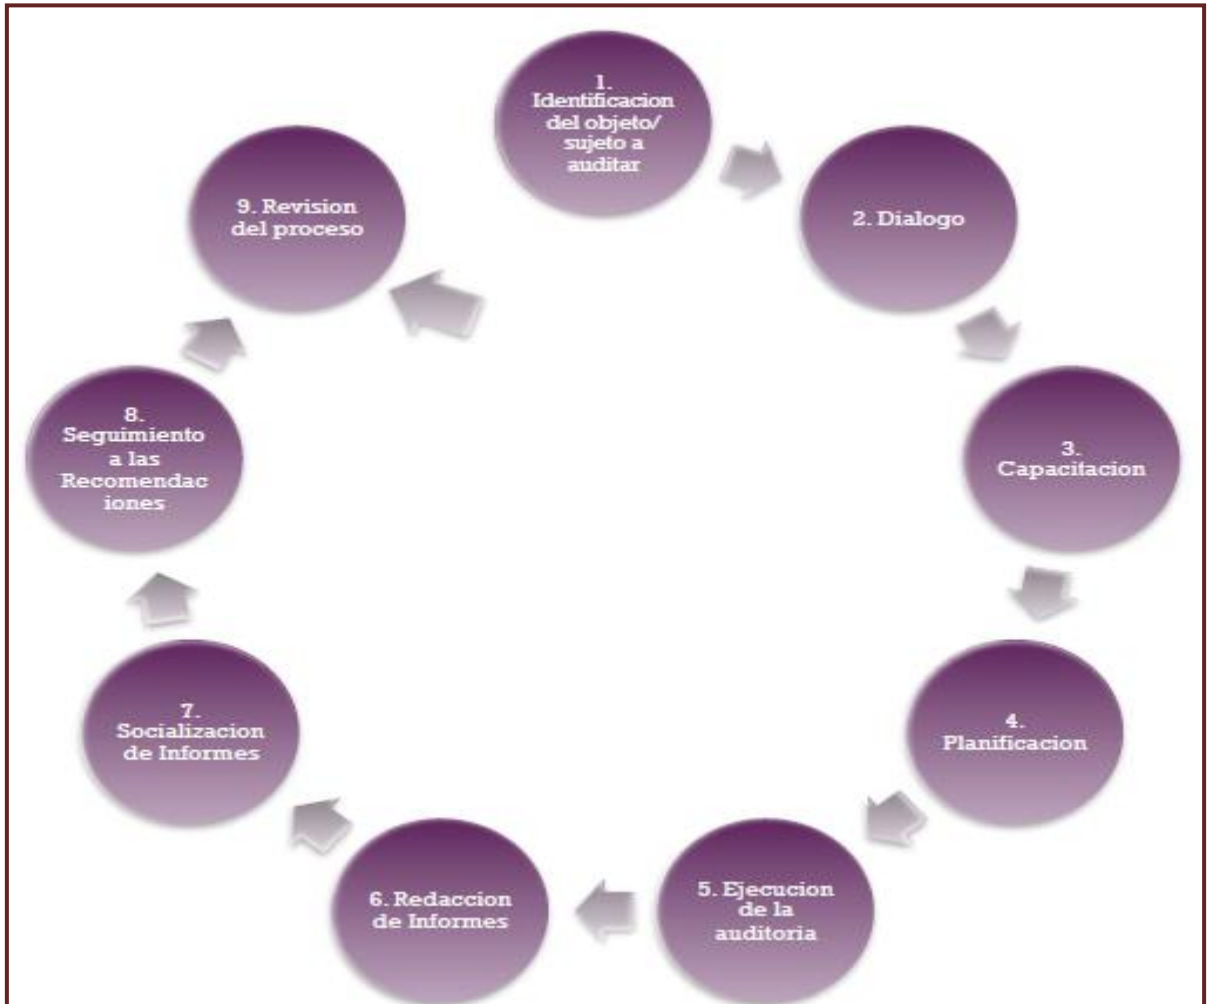 1.
Identificacion
del objeto/
sujeto a
auditar
2. Dialogo
3.
Capacitacion
4.
Planificacion
5. Ejecucion
de la
auditoria
6. Redaccion
de Informes
7.
Socializacion
de Informes
8.
Seguimiento
a las
Recomendac
iones
9. Revision
del proceso